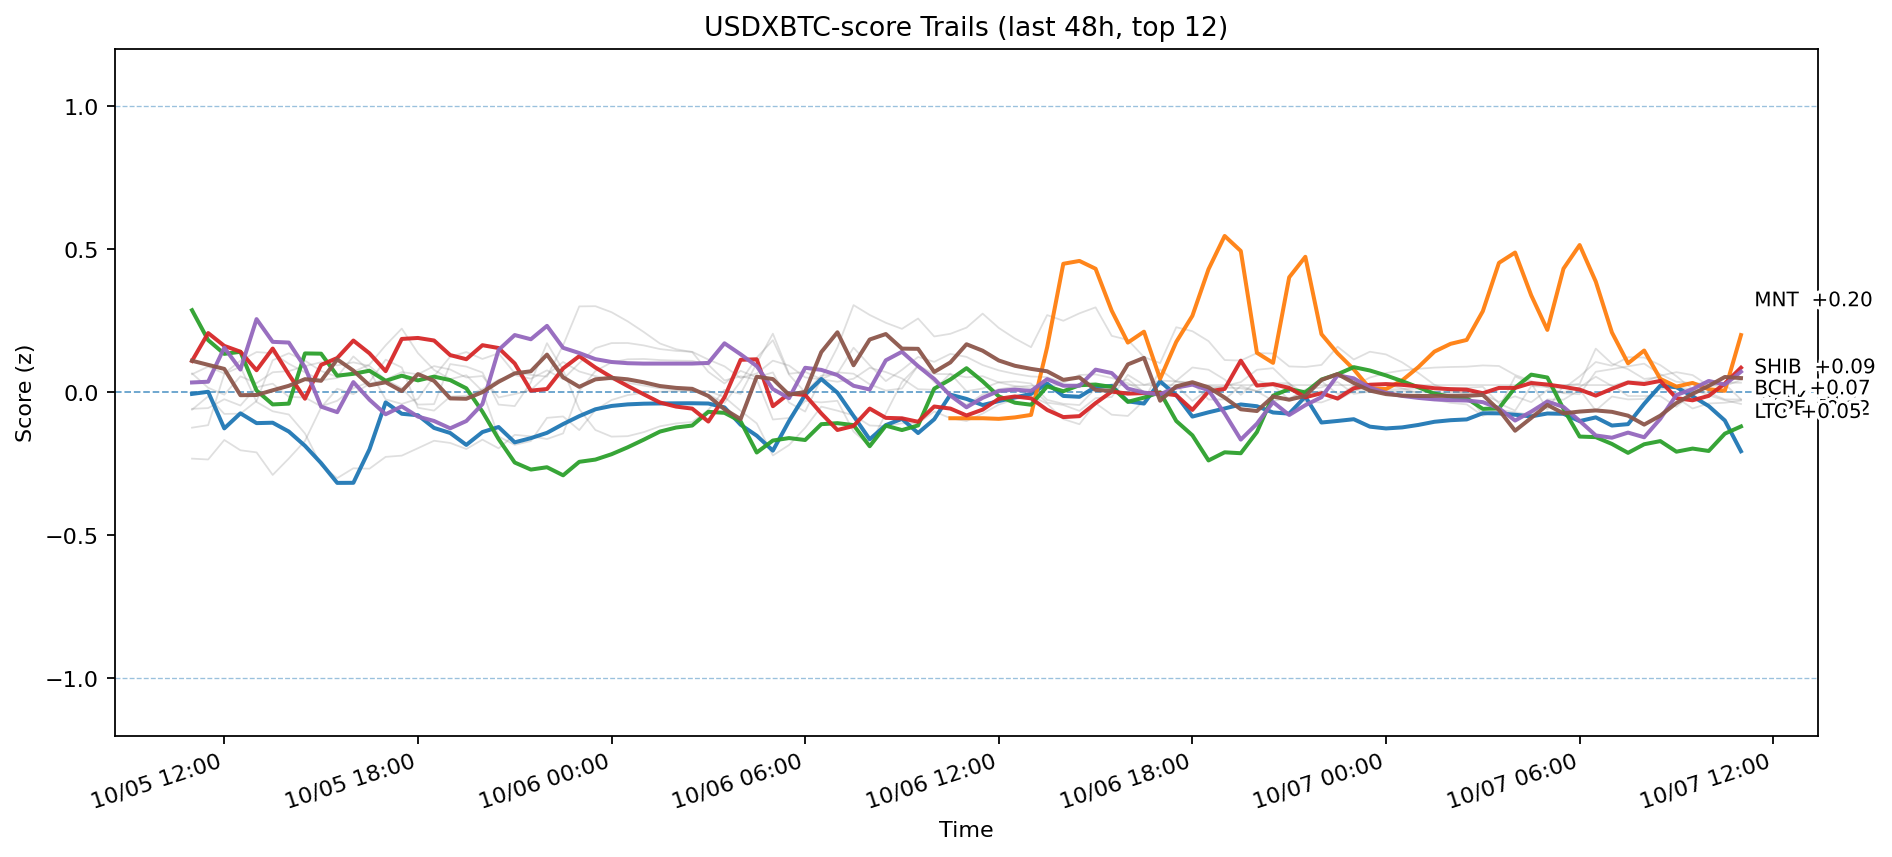 USDXBTC-score Trails (last 48h, top 12)
Score (z)
1.0
0.5
0.0
−0.5
−1.0
MNT +0.20
SHIB +0.09
BCH +0.07
LTC +0.05
10/05 12:00
10/05 18:00
10/06 00:00
10/06 06:00
10/06 12:00
10/06 18:00
10/07 00:00
10/07 06:00
10/07 12:00
Time